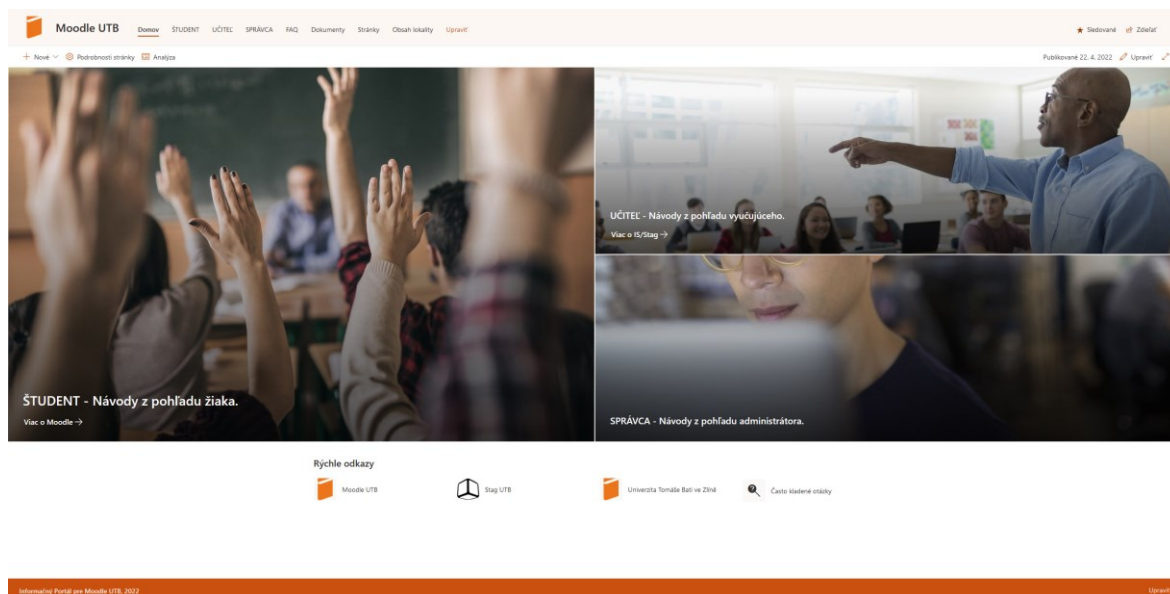 Moodle UTB
Domov ŠTUDENT UČITEĽ SPRÁVCA FAQ Dokumenty Stránky Obsah lokality Upraviť
Sledované Zdieľať
Nové Podrobnosti stránky Analýza
Publikované 22. 4. 2022 Upraviť
UČITEĽ - Návody z pohľadu vyučujúceho.
Viac o IS/Stag →
ŠTUDENT - Návody z pohľadu žiaka.
Viac o Moodle →
SPRÁVCA - Návody z pohľadu administrátora.
Rýchle odkazy
Moodle UTB
Stag UTB
Univerzita Tomáše Bati ve Zlíně
Často kladené otázky
Informačný Portál pre Moodle UTB, 2022
Upraviť